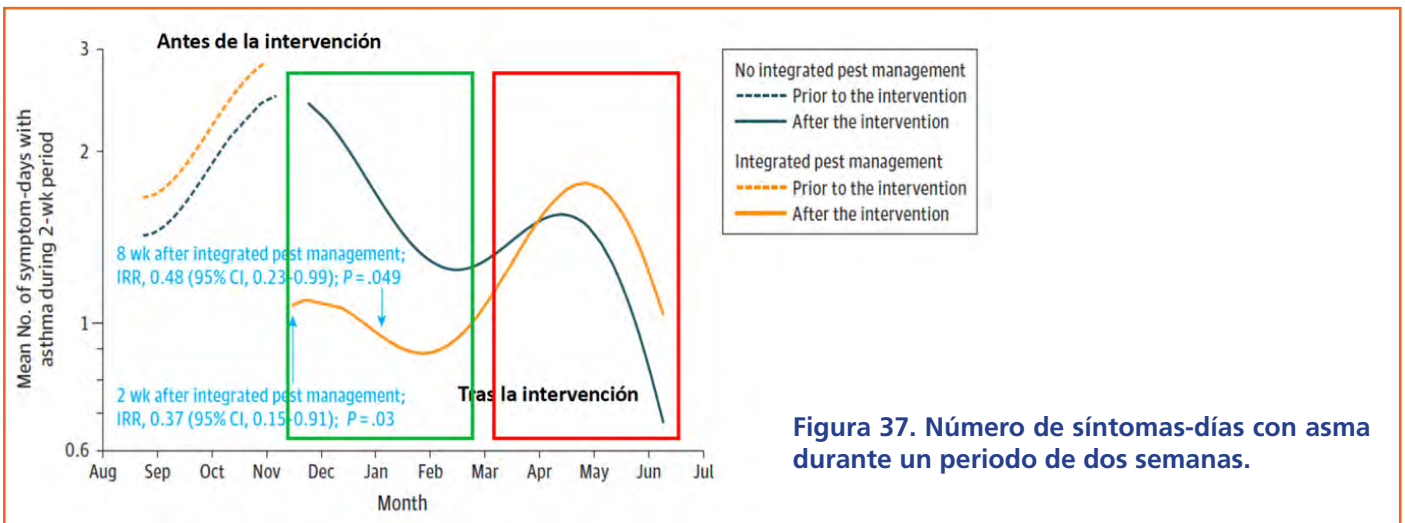 Antes de la intervención
3
2
1
0.6
Mean No. of symptom-days with
asthma during 2-wk period
8 wk after integrated pest management;
IRR, 0.48 (95% CI, 0.23-0.99); P = .049
2 wk after integrated pest management;
IRR, 0.37 (95% CI, 0.15-0.91); P = .03
Tras la intervención
Aug Sep Oct Nov Dec Jan Feb Mar Apr May Jun Jul
Month
No integrated pest management
Prior to the intervention
After the intervention
Integrated pest management
Prior to the intervention
After the intervention
Figura 37. Número de síntomas-días con asma
durante un periodo de dos semanas.